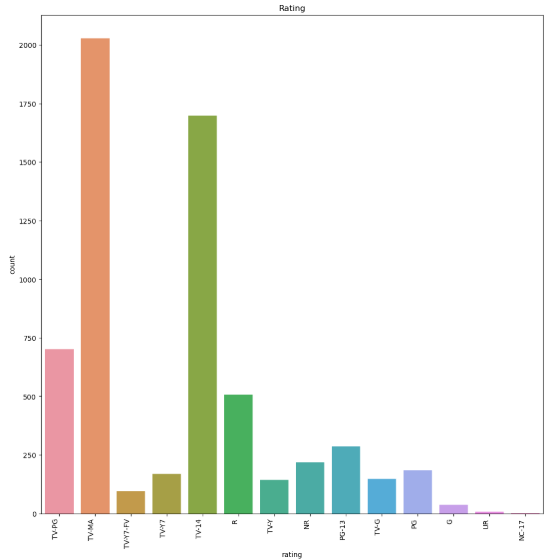 Rating
2000
1750
1500
1250
1000
750
500
250
0
count
TV-PG
TV-MA
TV-Y7-FV
TV-Y7
TV-14
R
TV-Y
NR
PG-13
TV-G
PG
G
UR
NC-17
rating